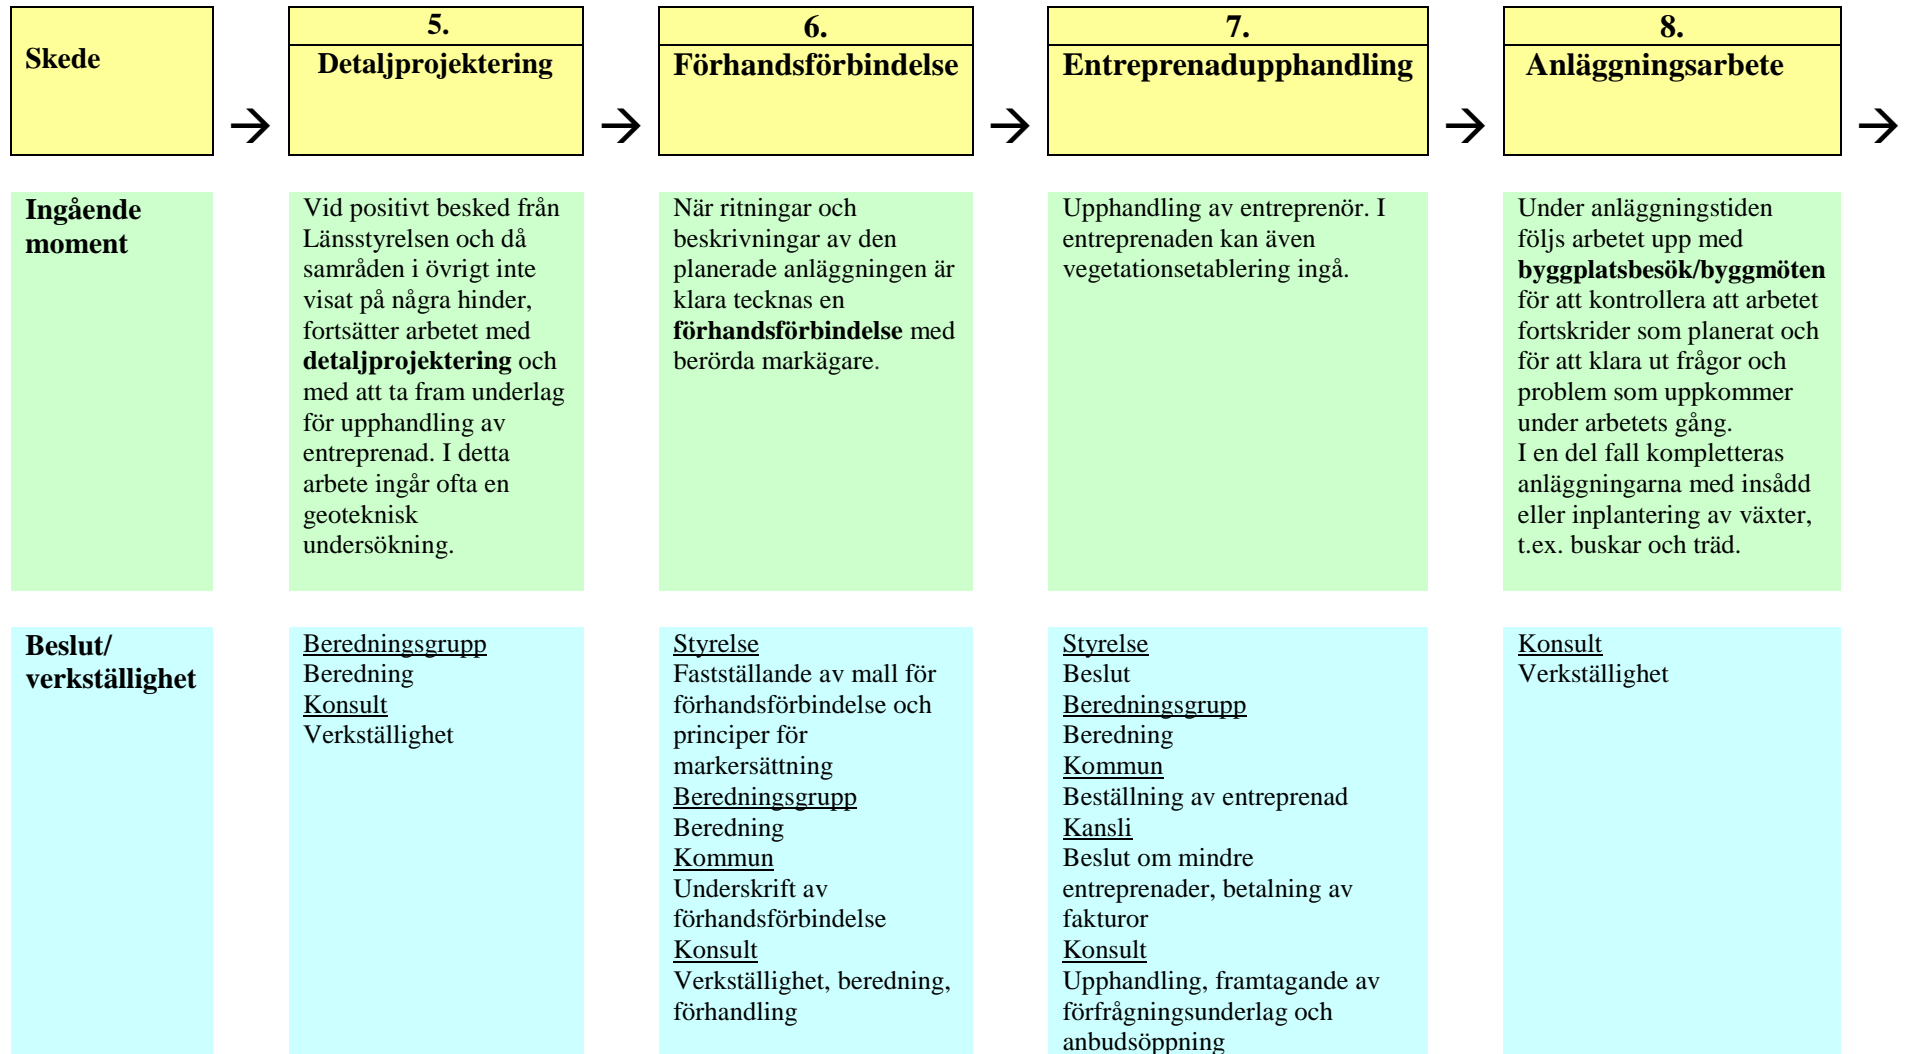 Skede
5.
Detaljprojektering
6.
Förhandsförbindelse
7.
Entreprenadupphandling
8.
Anläggningsarbete
→
→
→
→
→
Ingående
moment
Vid positivt besked från
Länsstyrelsen och då
samråden i övrigt inte
visat på några hinder,
fortsätter arbetet med
detaljprojektering och
med att ta fram underlag
för upphandling av
entreprenad. I detta
arbete ingår ofta en
geoteknisk
undersökning.
När ritningar och
beskrivningar av den
planerade anläggningen är
klara tecknas en
förhandsförbindelse med
berörda markägare.
Upphandling av entreprenör. I
entreprenaden kan även
vegetationsetablering ingå.
Under anläggningstiden
följs arbetet upp med
byggplatsbesök/byggmöten
för att kontrollera att arbetet
fortskrider som planerat och
för att klara ut frågor och
problem som uppkommer
under arbetets gång.
I en del fall kompletteras
anläggningarna med insådd
eller inplantering av växter,
t.ex. buskar och träd.
Beslut/
verkställighet
Beredningsgrupp
Beredning
Konsult
Verkställighet
Styrelse
Fastställande av mall för
förhandsförbindelse och
principer för
markersättning
Beredningsgrupp
Beredning
Kommun
Underskrift av
förhandsförbindelse
Konsult
Verkställighet, beredning,
förhandling
Styrelse
Beslut
Beredningsgrupp
Beredning
Kommun
Beställning av entreprenad
Kansli
Beslut om mindre
entreprenader, betalning av
fakturor
Konsult
Upphandling, framtagande av
förfrågningsunderlag och
anbudsöppning
Konsult
Verkställighet